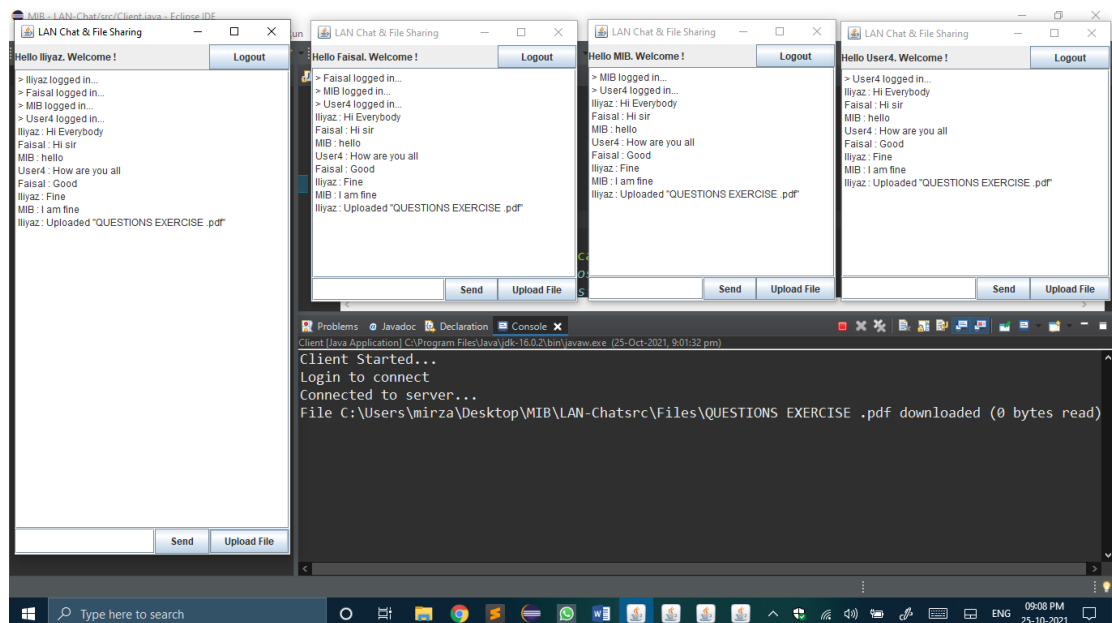 MIB - LAN-Chat/src/Client.java - Eclipse IDE
un
LAN Chat & File Sharing
Hello Iliyaz. Welcome !
Logout
> Iliyaz logged in...
> Faisal logged in...
> MIB logged in...
> User4 logged in...
Iliyaz : Hi Everybody
Faisal : Hi sir
MIB : hello
User4 : How are you all
Faisal : Good
Iliyaz : Fine
MIB : I am fine
Iliyaz : Uploaded "QUESTIONS EXERCISE .pdf"
Send
Upload File
LAN Chat & File Sharing
Hello Faisal. Welcome !
Logout
> Faisal logged in...
> MIB logged in...
> User4 logged in...
Iliyaz : Hi Everybody
Faisal : Hi sir
MIB : hello
User4 : How are you all
Faisal : Good
Iliyaz : Fine
MIB : I am fine
Iliyaz : Uploaded "QUESTIONS EXERCISE .pdf"
Send
Upload File
LAN Chat & File Sharing
Hello MIB. Welcome !
Logout
> MIB logged in...
> User4 logged in...
Iliyaz : Hi Everybody
Faisal : Hi sir
MIB : hello
User4 : How are you all
Faisal : Good
Iliyaz : Fine
MIB : I am fine
Iliyaz : Uploaded "QUESTIONS EXERCISE .pdf"
Send
Upload File
LAN Chat & File Sharing
Hello User4. Welcome !
Logout
> User4 logged in...
Iliyaz : Hi Everybody
Faisal : Hi sir
MIB : hello
User4 : How are you all
Faisal : Good
Iliyaz : Fine
MIB : I am fine
Iliyaz : Uploaded "QUESTIONS EXERCISE .pdf"
Send
Upload File
Problems Javadoc Declaration Console
Client [Java Application] C:\Program Files\Java\jdk-16.0.2\bin\javaw.exe (25-Oct-2021, 9:01:32 pm)
Client Started...
Login to connect
Connected to server...
File C:\Users\mirza\Desktop\MIB\LAN-Chatsrc\Files\QUESTIONS EXERCISE .pdf downloaded (0 bytes read)
Type here to search
ENG
09:08 PM
25-10-2021